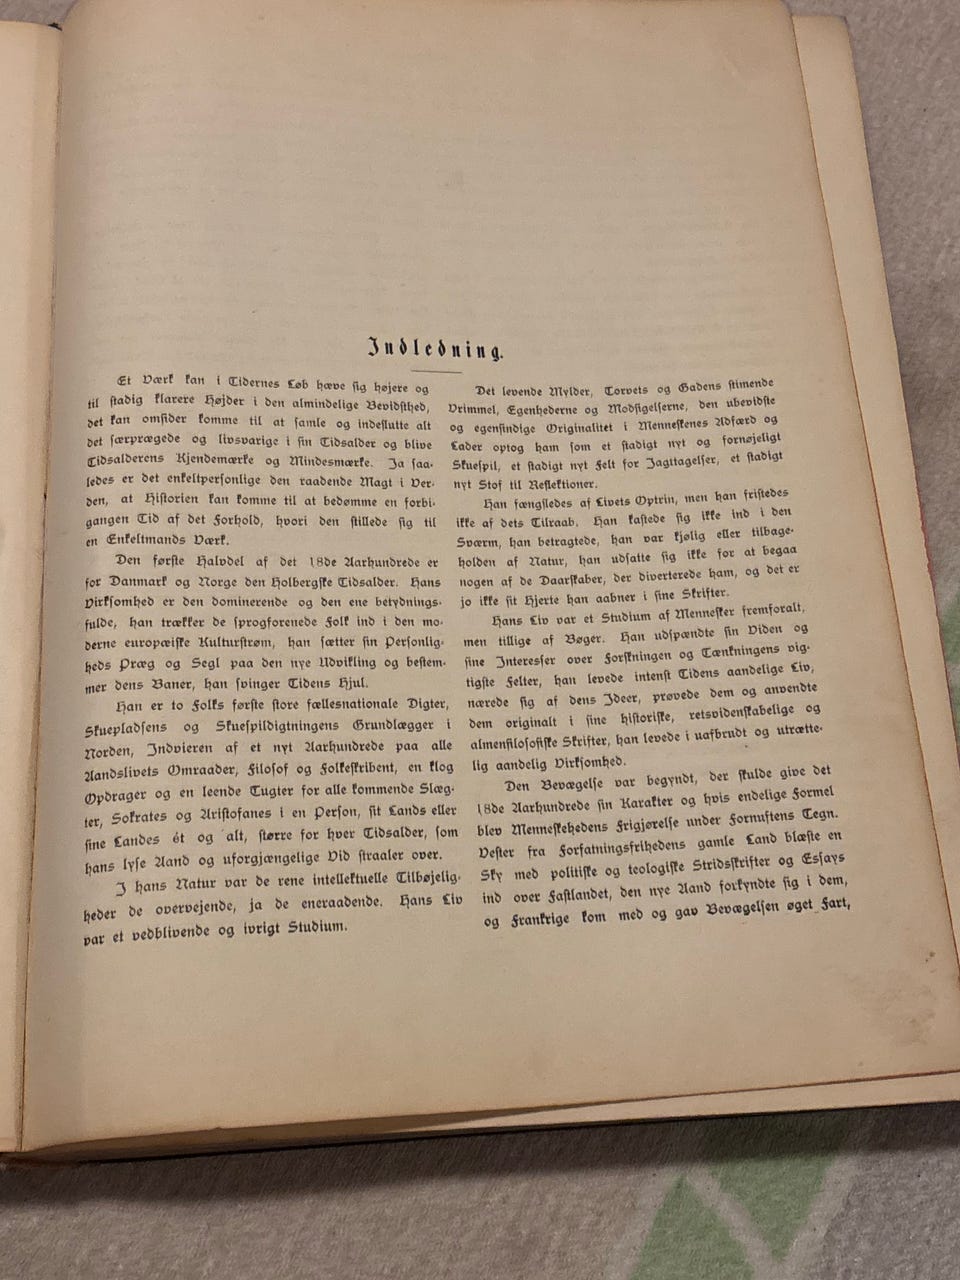 Indledning.
Et Værk kan i Tidernes Løb hæve sig højere og
til stadig klarere Højder i den almindelige Bevidsthed,
det kan omsider komme til at samle og indeslutte alt
det særprægede og livsvarige i sin Tidsalder og blive
Tidsalderens Kjendemærke og Mindesmærke. Ja saa-
ledes er det enkeltpersonlige den raadende Magt i Ver-
den, at Historien kan komme til at bedømme en forbi-
gangen Tid af det Forhold, hvori den stillede sig til
en Enkeltmands Værk.
Den første Halvdel af det 18de Aarhundrede er
for Danmark og Norge den Holbergske Tidsalder. Hans
Virksomhed er den dominerende og den ene betydnings-
fulde, han trækker de sprogforenede Folk ind i den mo-
derne europæiske Kulturstrøm, han sætter sin Personlig-
heds Præg og Segl paa den nye Udvikling og bestem-
mer dens Baner, han svinger Tidens Hjul.
Han er to Folks første store fællesnationale Digter,
Skuepladsens og Skuespildigtningens Grundlægger i
Norden, Indvieren af et nyt Aarhundrede paa alle
Aandslivets Omraader, Filosof og Folkeskribent, en klog
Opdrager og en leende Tugter for alle kommende Slæg-
ter, Sokrates og Aristofanes i en Person, sit Lands eller
sine Landes ét og alt, større for hver Tidsalder, som
hans lyse Aand og uforgjængelige Vid straaler over.
I hans Natur var de rene intellektuelle Tilbøjelig-
heder de overvejende, ja de eneraadende. Hans Liv
var et vedblivende og ivrigt Studium.
Det levende Mylder, Torvets og Gadens stimende
Vrimmel, Egenhederne og Modsigelserne, den ubevidste
og egensindige Originalitet i Menneskenes Adfærd og
Lader optog ham som et stadigt nyt og fornøjeligt
Skuespil, et stadigt nyt Felt for Jagttagelser, et stadigt
nyt Stof til Reflektioner.
Han fængsledes af Livets Optrin, men han fristedes
ikke af dets Tilraab. Han kastede sig ikke ind i den
Sværm, han betragtede, han var kjølig eller tilbage-
holden af Natur, han udsatte sig ikke for at begaa
nogen af de Daarskaber, der diverterede ham, og det er
jo ikke sit Hjerte han aabner i sine Skrifter.
Hans Liv var et Studium af Mennesker fremforalt,
men tillige af Bøger. Han udspændte sin Viden og
sine Interesser over Forskningen og Tænkningens vig-
tigste Felter, han levede intenst Tidens aandelige Liv,
nærede sig af dens Ideer, prøvede dem og anvendte
dem originalt i sine historiske, retsvidenskabelige og
almenfilosofiske Skrifter, han levede i uafbrudt og utrætte-
lig aandelig Virksomhed.
Den Bevægelse var begyndt, der skulde give det
18de Aarhundrede sin Karakter og hvis endelige Formel
blev Menneskehedens Frigjørelse under Fornuftens Tegn.
Vester fra Forfatningsfrihedens gamle Land blæste en
Sky med politiske og teologiske Stridsskrifter og Essays
ind over Fastlandet, den nye Aand forkyndte sig i dem,
og Frankrige kom med og gav Bevægelsen øget Fart,